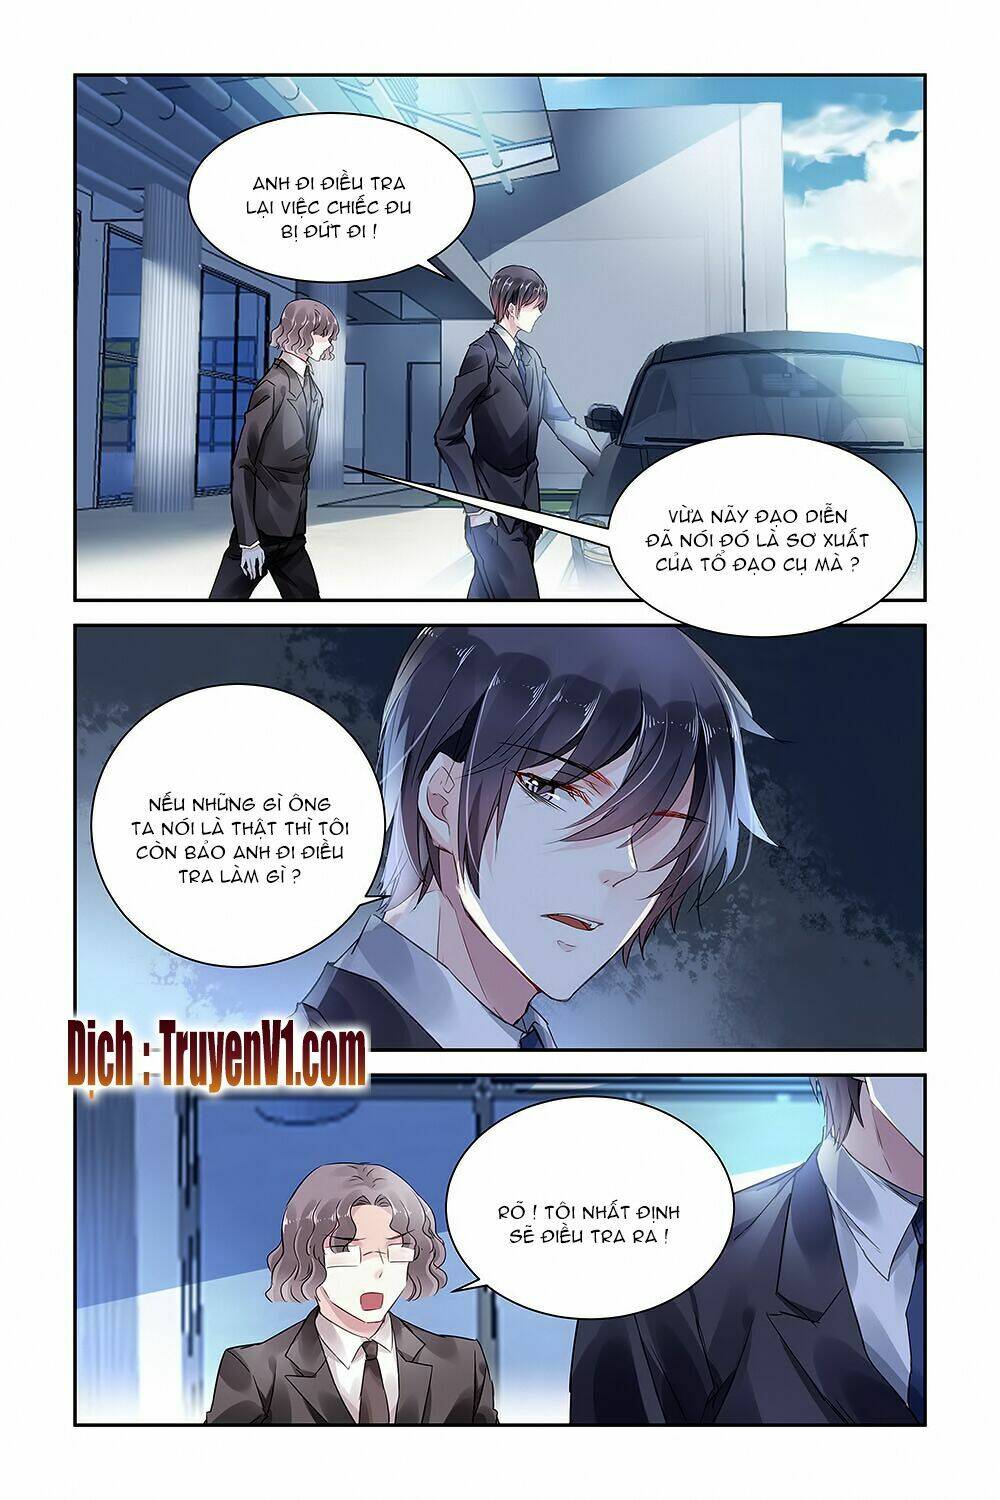 ANH ĐI ĐIỀU TRA
LẠI VIỆC CHIẾC ĐU
BỊ ĐỨT ĐI !
VỪA NÃY ĐẠO DIỄN
ĐÃ NÓI ĐÓ LÀ SƠ XUẤT
CỦA TỔ ĐẠO CỤ MÀ ?
NẾU NHỮNG GÌ ÔNG
TA NÓI LÀ THẬT THÌ TÔI
CÒN BẢO ANH ĐI ĐIỀU
TRA LÀM GÌ ?
Dịch : TruyenV1.com
RÕ ! TÔI NHẤT ĐỊNH
SẼ ĐIỀU TRA RA !